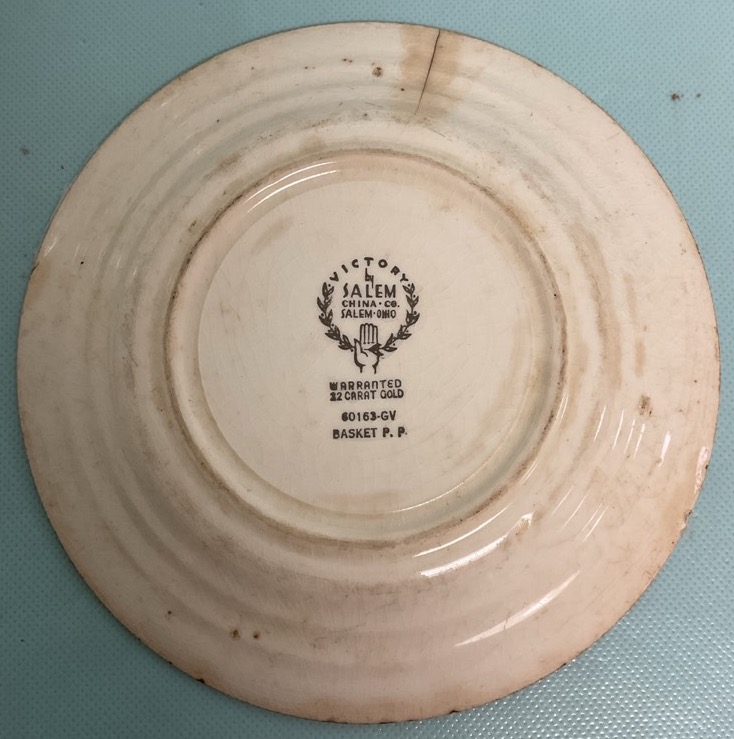 VICTORY
by
SALEM
CHINA·CO.
SALEM·OHIO
WARRANTED
22 CARAT GOLD
60163-GV
BASKET P. P.